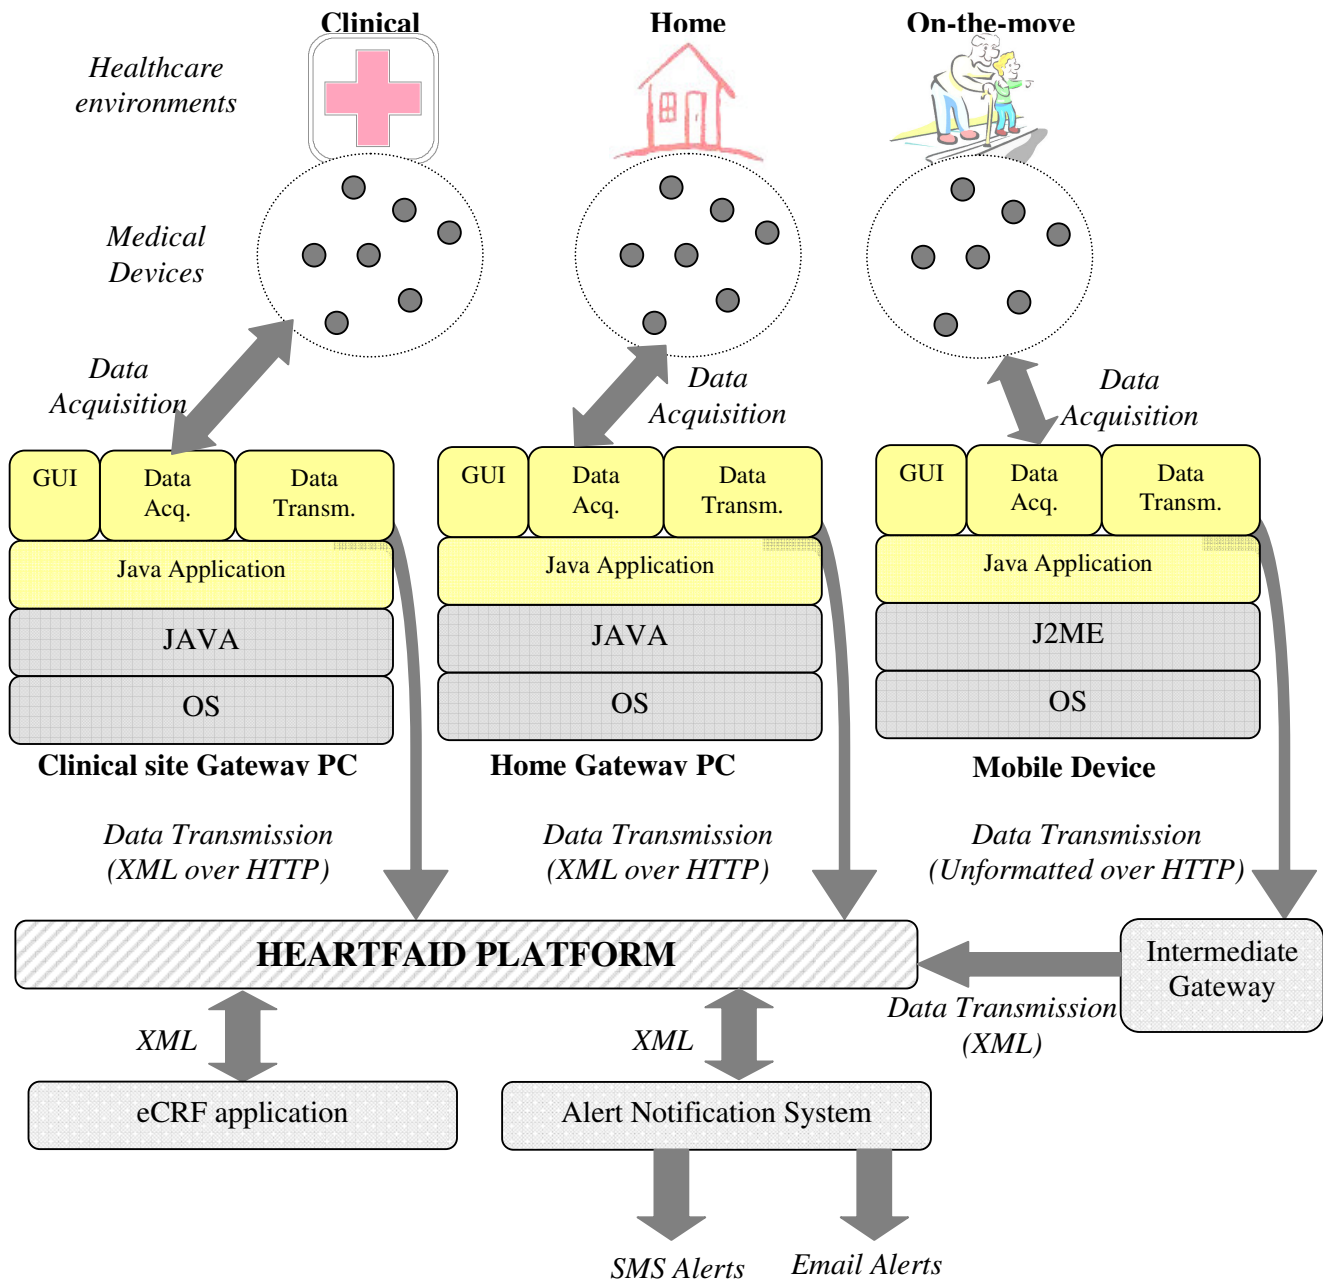 Clinical
Home
On-the-move
Healthcare
environments
Medical
Devices
Data
Acquisition
Data
Acquisition
Data
Acquisition
GUI
Data
Acq.
Data
Transm.
Java Application
JAVA
OS
Clinical site Gateway PC
GUI
Data
Acq.
Data
Transm.
Java Application
JAVA
OS
Home Gateway PC
GUI
Data
Acq.
Data
Transm.
Java Application
J2ME
OS
Mobile Device
Data Transmission
(XML over HTTP)
Data Transmission
(XML over HTTP)
Data Transmission
(Unformatted over HTTP)
HEARTFAID PLATFORM
Intermediate
Gateway
Data Transmission
(XML)
XML
XML
eCRF application
Alert Notification System
SMS Alerts
Email Alerts